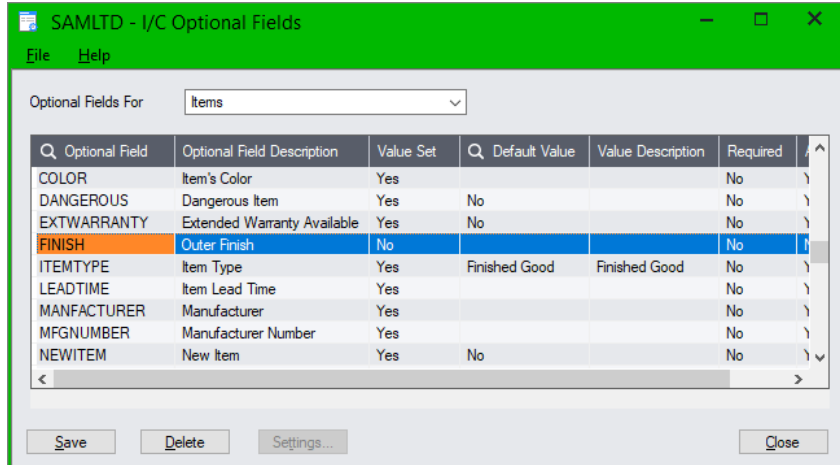 SAMLTD - I/C Optional Fields
File Help
Optional Fields For Items
Optional Field Optional Field Description Value Set Default Value Value Description Required
COLOR Item's Color Yes No
DANGEROUS Dangerous Item Yes No No
EXTWARRANTY Extended Warranty Available Yes No No
FINISH Outer Finish No No
ITEMTYPE Item Type Yes Finished Good Finished Good No
LEADTIME Item Lead Time Yes No
MANFACTURER Manufacturer Yes No
MFGNUMBER Manufacturer Number Yes No
NEWITEM New Item Yes No No
Save Delete Settings... Close